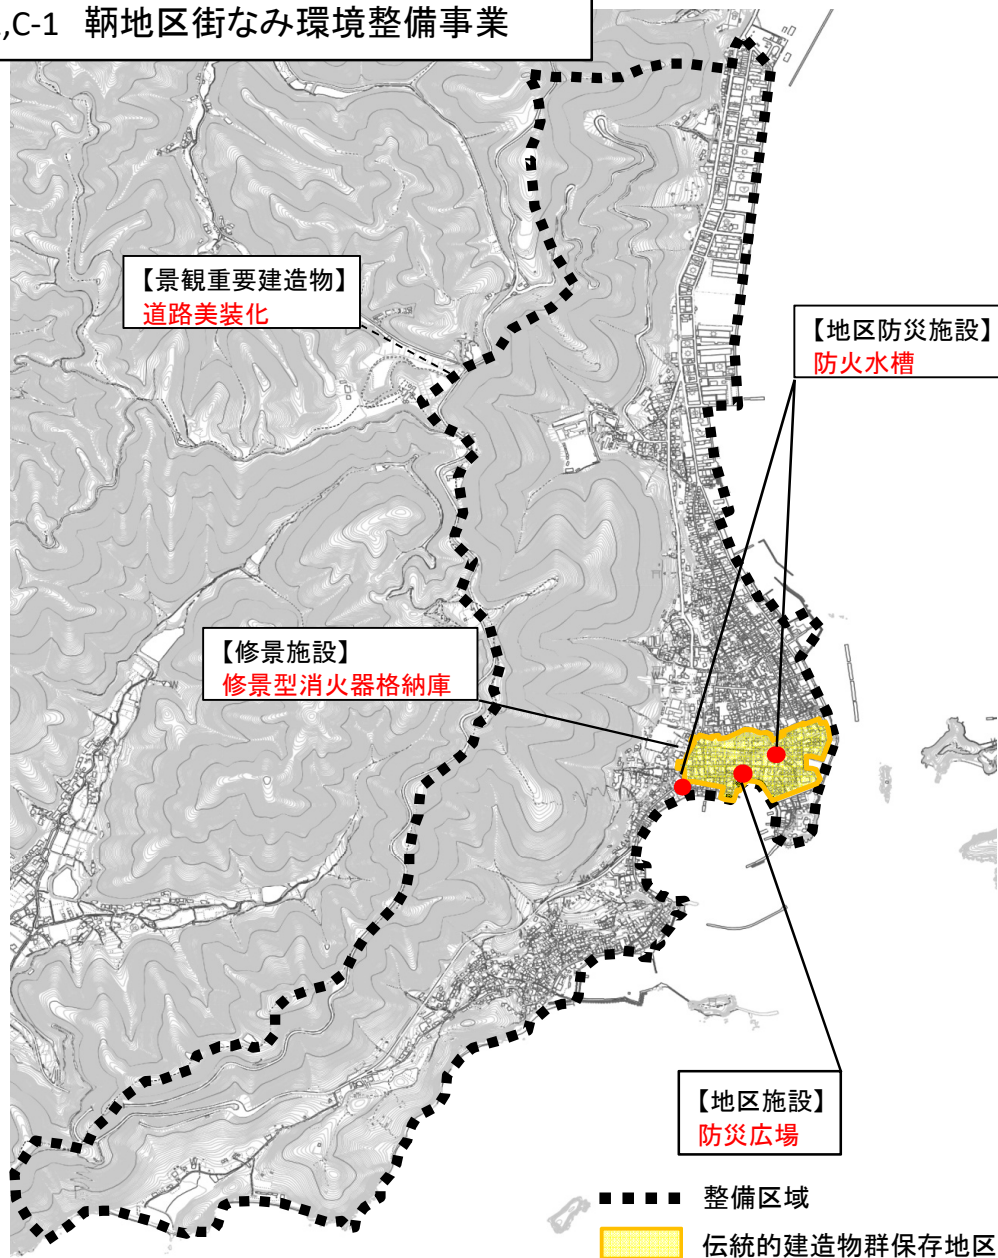 ,C-1 鞆地区街なみ環境整備事業
【景観重要建造物】
道路美装化
【地区防災施設】
防火水槽
【修景施設】
修景型消火器格納庫
【地区施設】
防災広場
整備区域
伝統的建造物群保存地区